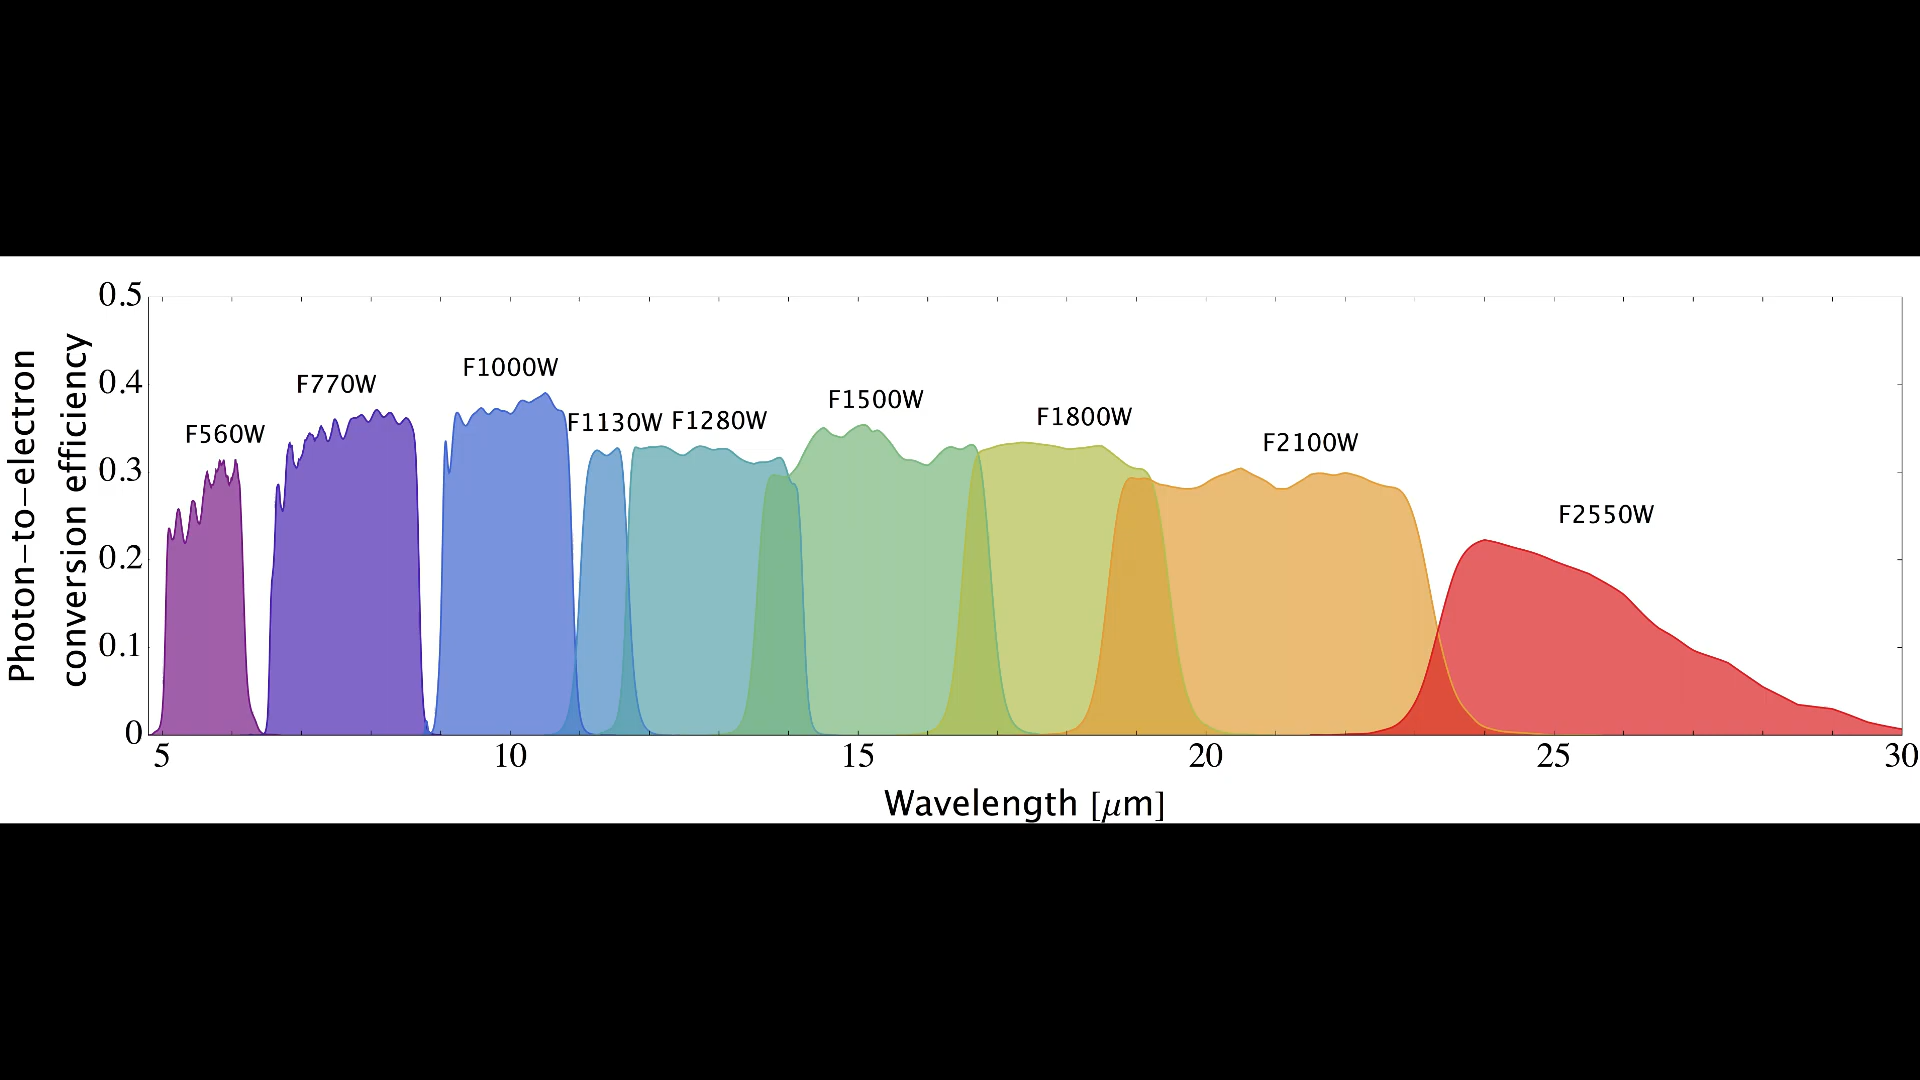 Photon–to–electron
conversion efficiency
0.5
0.4
0.3
0.2
0.1
0
F560W
F770W
F1000W
F1130W
F1280W
F1500W
F1800W
F2100W
F2550W
5 10 15 20 25 30
Wavelength [μm]